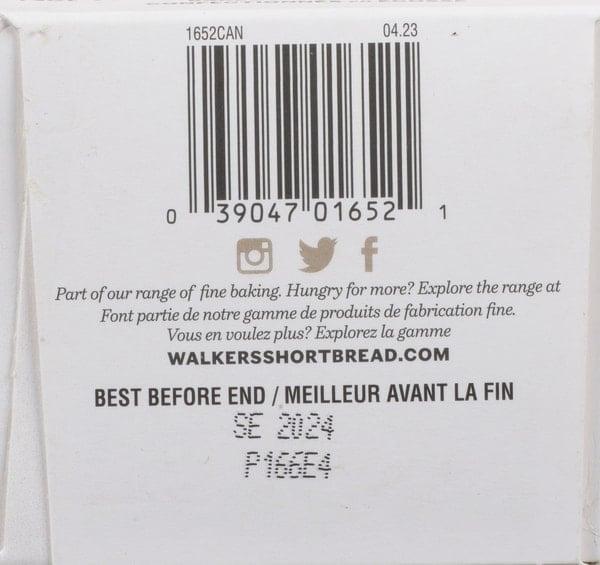 1652CAN 04.23
0 39047 01652 1
Part of our range of fine baking. Hungry for more? Explore the range at
Font partie de notre gamme de produits de fabrication fine.
Vous en voulez plus? Explorez la gamme
WALKERSSHORTBREAD.COM
BEST BEFORE END / MEILLEUR AVANT LA FIN
SE 2024
P166E4